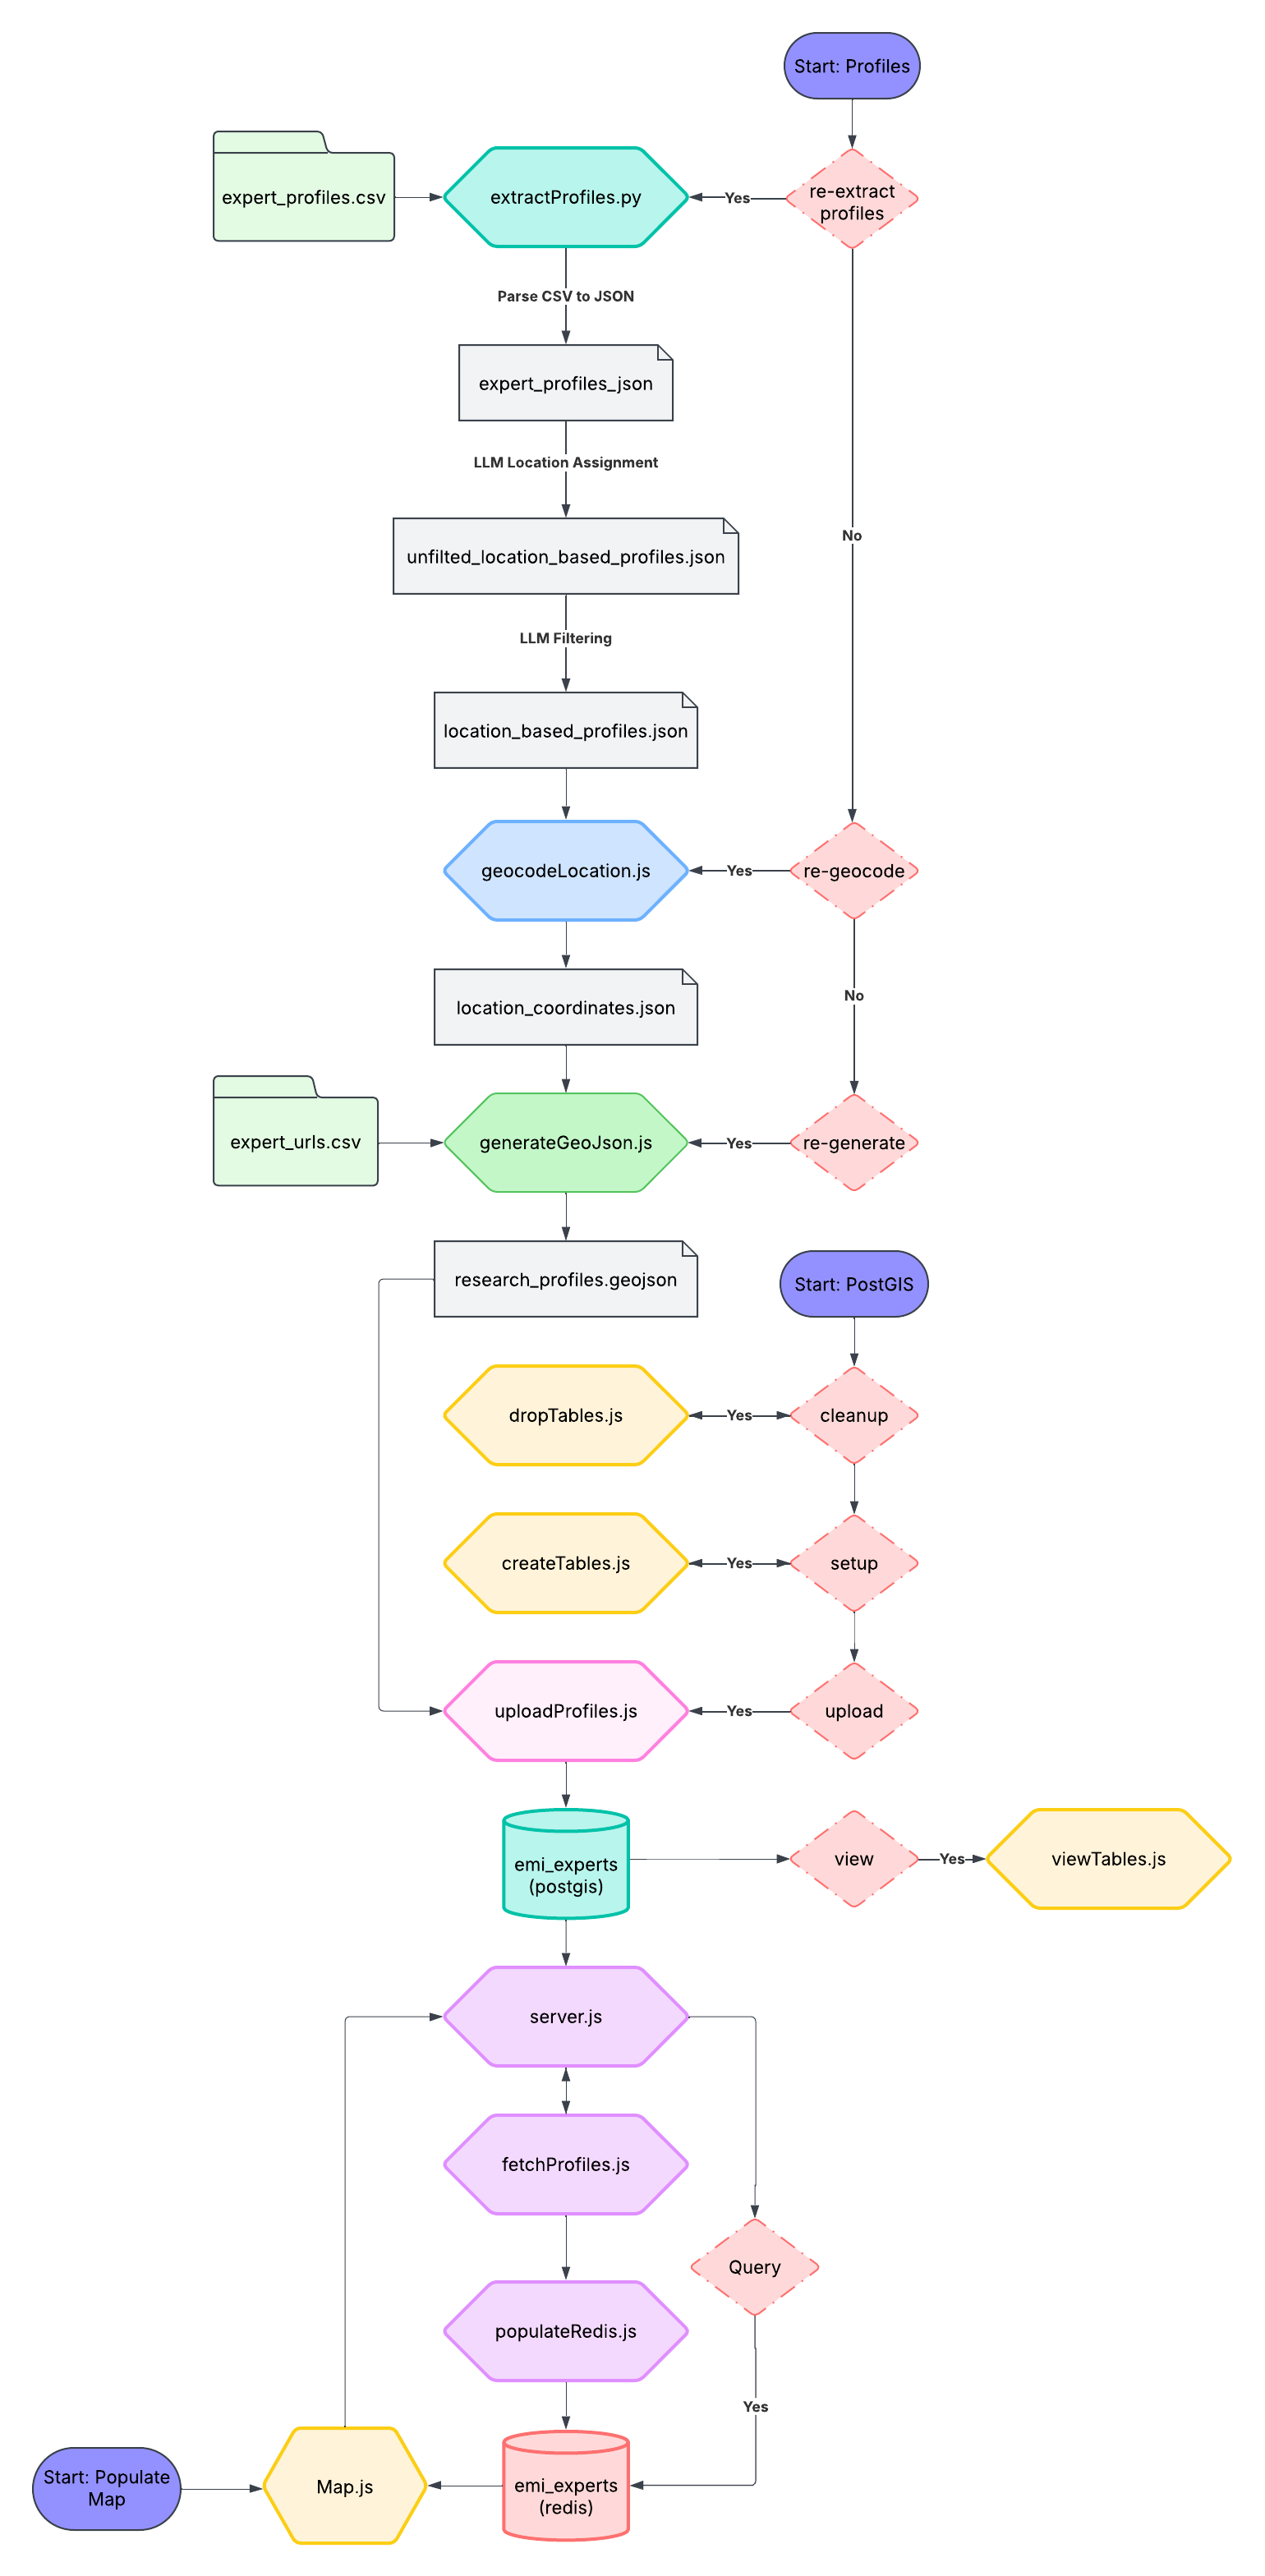 Start: Profiles
expert_profiles.csv
extractProfiles.py
Yes
re-extract
profiles
Parse CSV to JSON
expert_profiles_json
LLM Location Assignment
No
unfilted_location_based_profiles.json
LLM Filtering
location_based_profiles.json
geocodeLocation.js
Yes
re-geocode
No
location_coordinates.json
expert_urls.csv
generateGeoJson.js
Yes
re-generate
research_profiles.geojson
Start: PostGIS
dropTables.js
Yes
cleanup
createTables.js
Yes
setup
uploadProfiles.js
Yes
upload
emi_experts
(postgis)
view
Yes
viewTables.js
server.js
fetchProfiles.js
Query
populateRedis.js
Yes
Start: Populate
Map
Map.js
emi_experts
(redis)